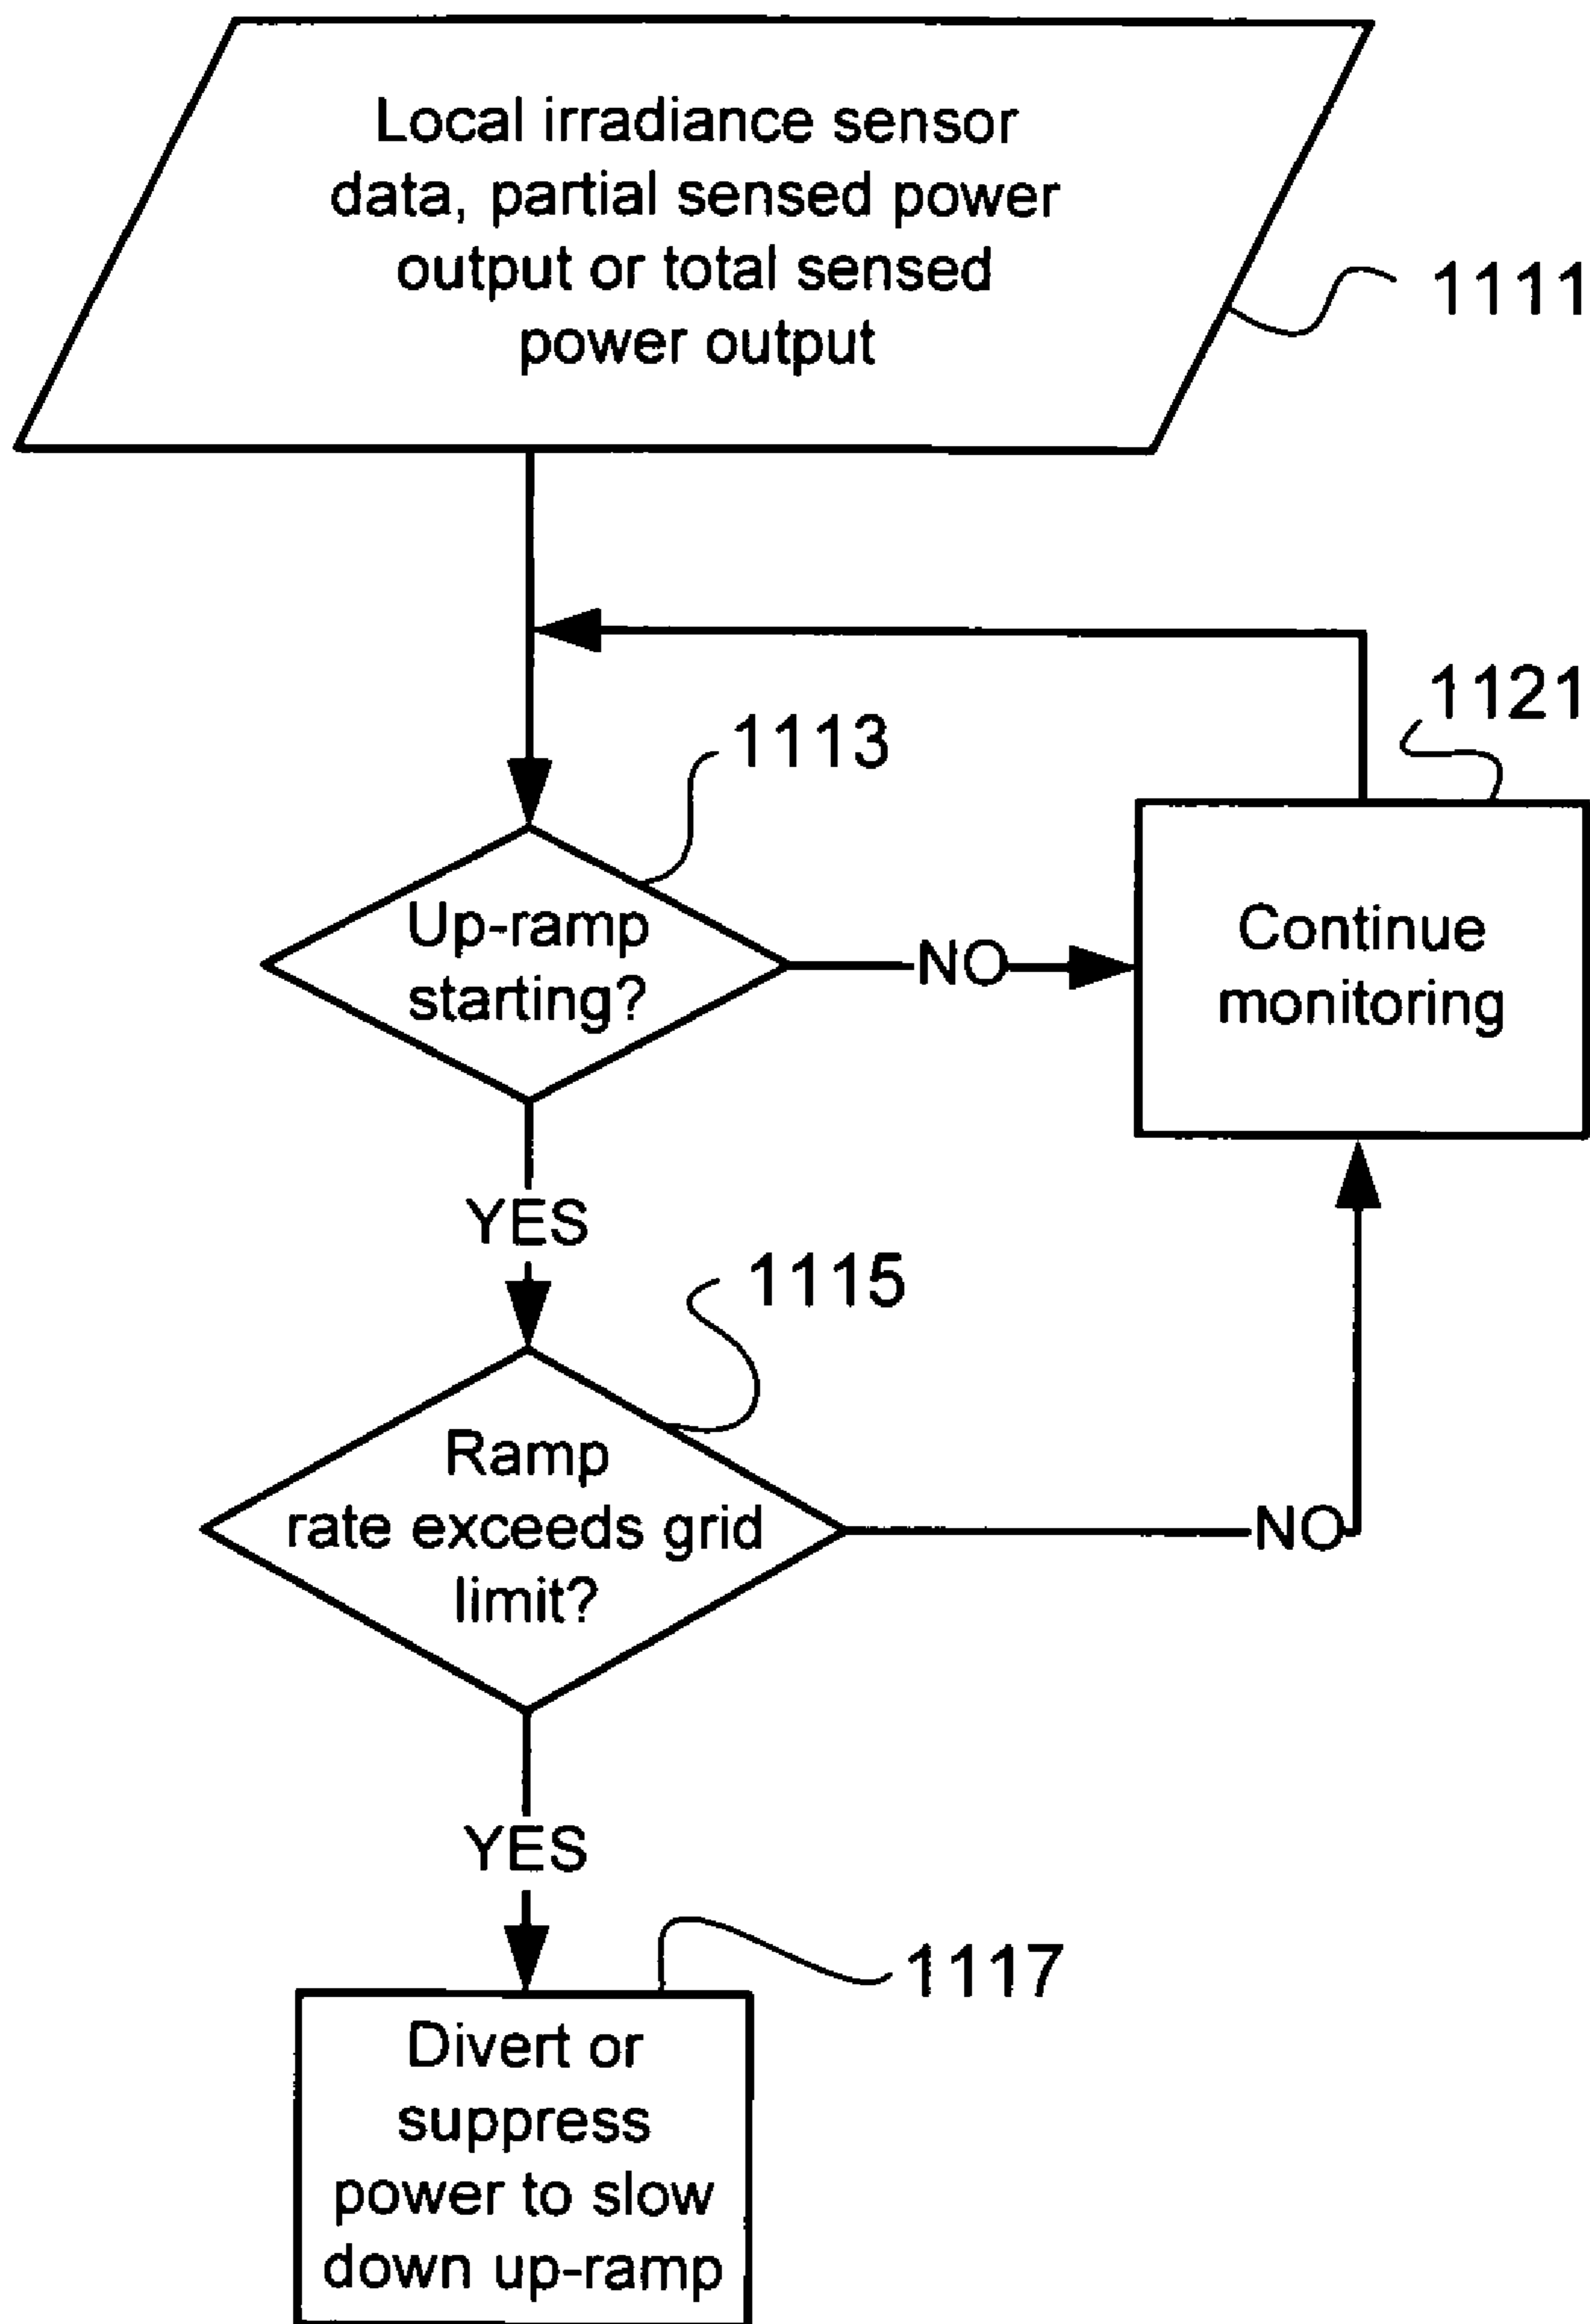 Local irradiance sensor
data, partial sensed power
output or total sensed
power output
1111
1121
1113
Up-ramp
starting?
NO
Continue
monitoring
YES
1115
Ramp
rate exceeds grid
limit?
NO
YES
1117
Divert or
suppress
power to slow
down up-ramp